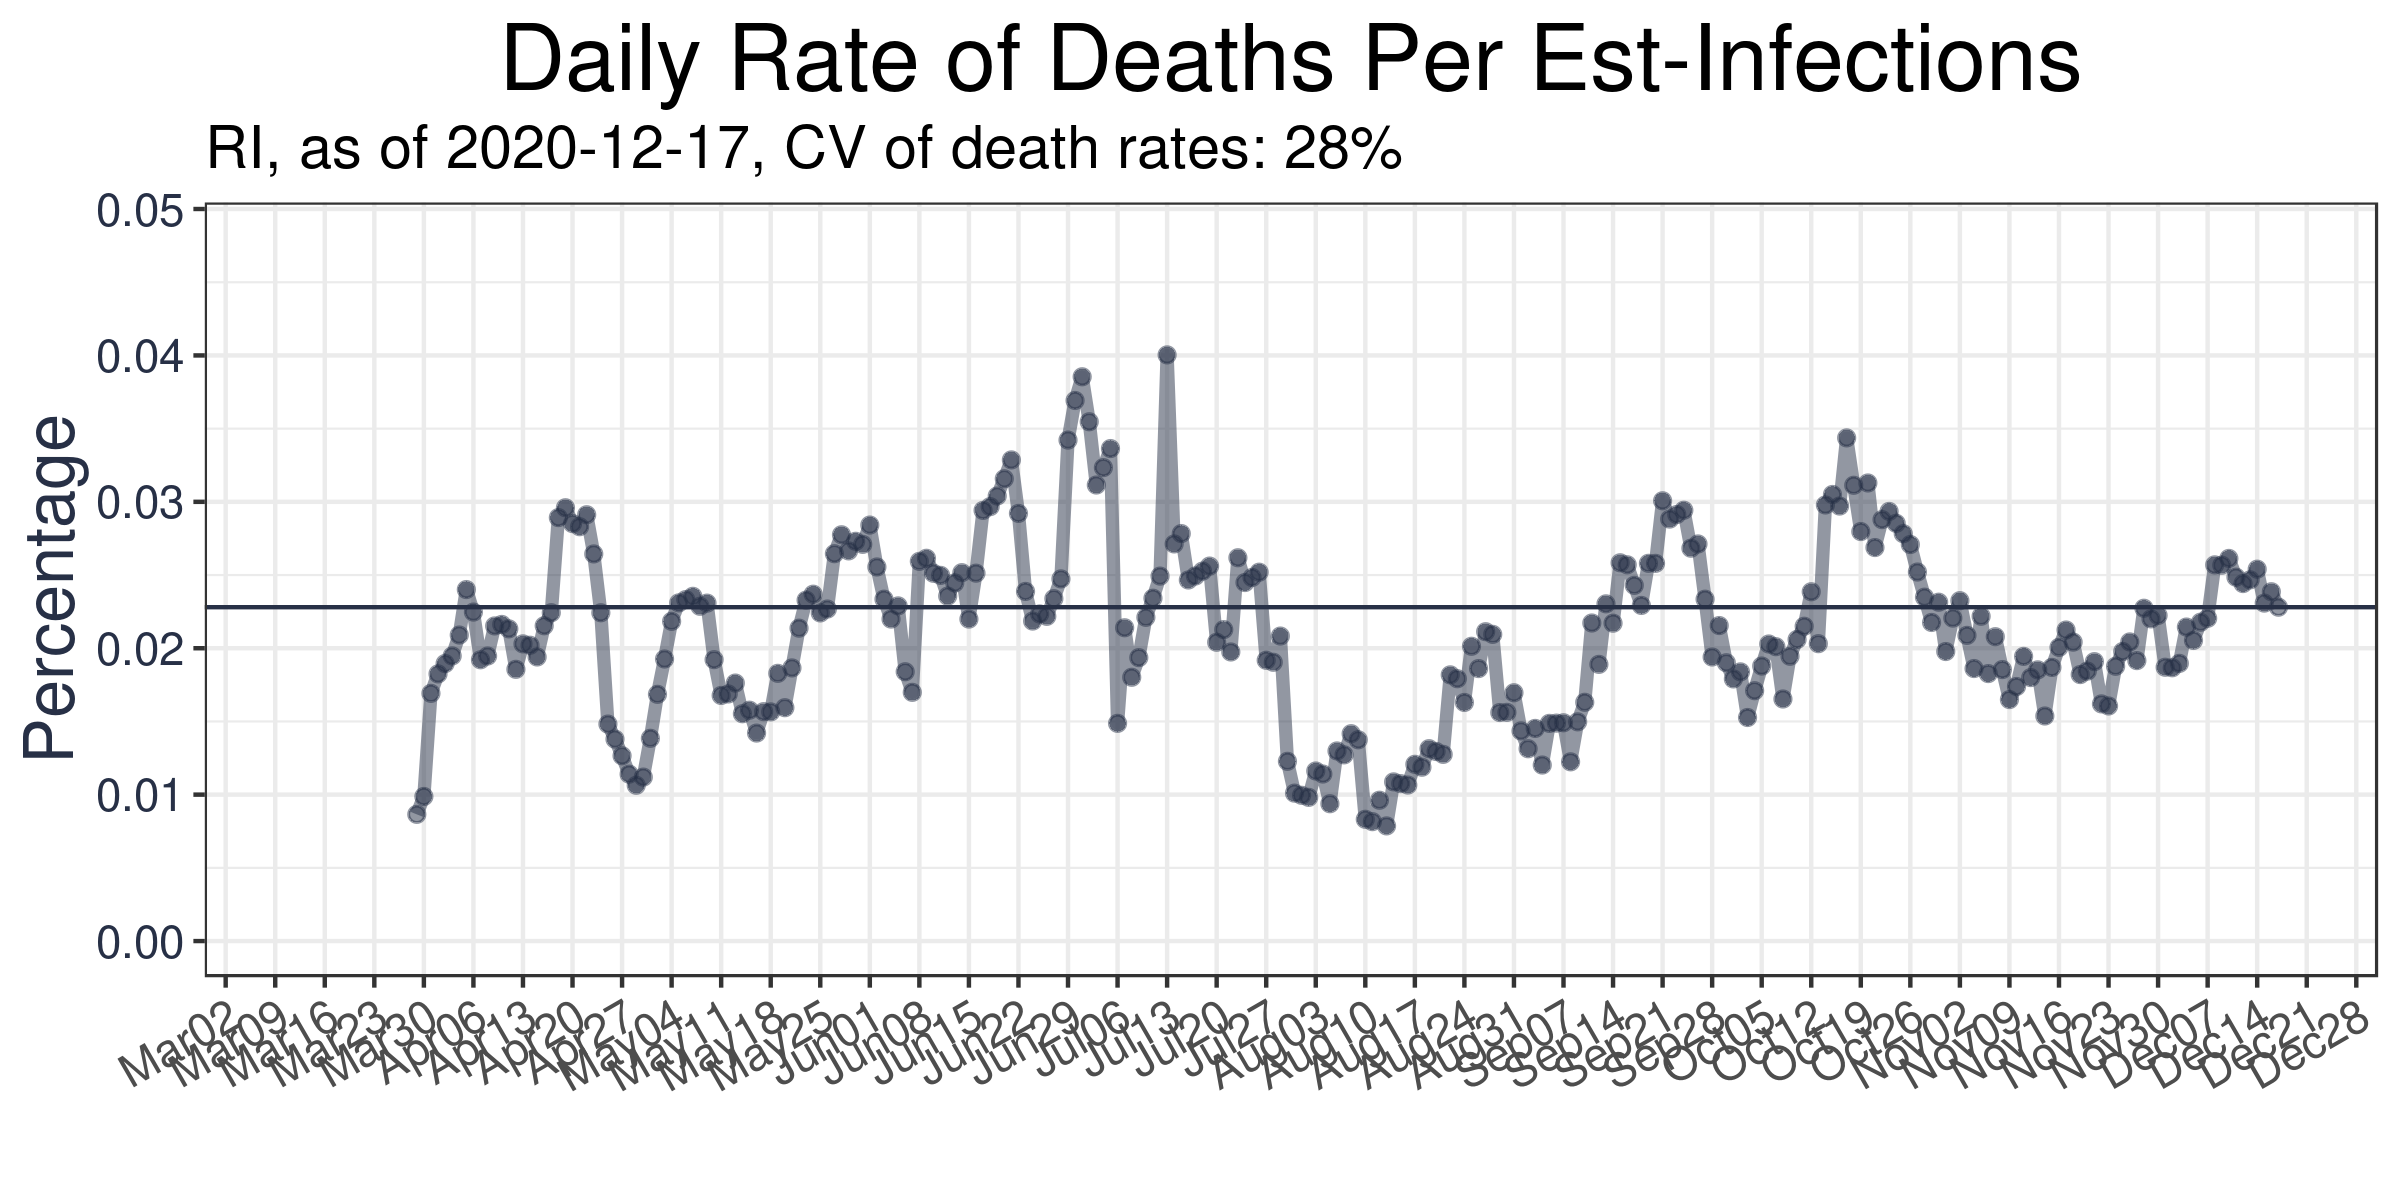 Daily Rate of Deaths Per Est-Infections
RI, as of 2020-12-17, CV of death rates: 28%
Percentage
0.05
0.04
0.03
0.02
0.01
0.00
Mar02
Mar09
Mar16
Mar23
Mar30
Apr06
Apr13
Apr20
Apr27
May04
May11
May18
May25
Jun01
Jun08
Jun15
Jun22
Jun29
Jul06
Jul13
Jul20
Jul27
Aug03
Aug10
Aug17
Aug24
Aug31
Sep07
Sep14
Sep21
Sep28
Oct05
Oct12
Oct19
Oct26
Nov02
Nov09
Nov16
Nov23
Nov30
Dec07
Dec14
Dec21
Dec28